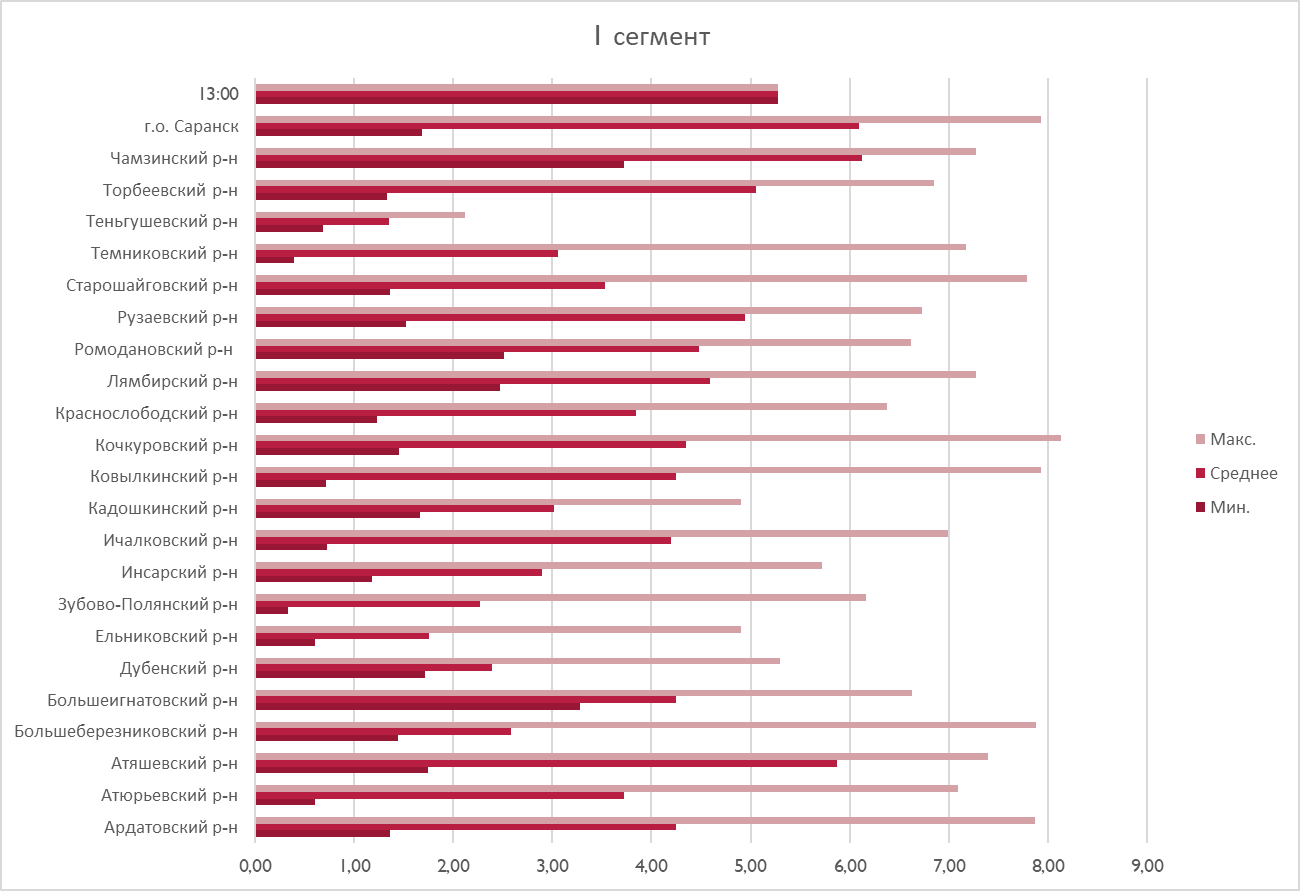 I сегмент
13:00
г.о. Саранск
Чамзинский р-н
Торбеевский р-н
Теньгушевский р-н
Темниковский р-н
Старошайговский р-н
Рузаевский р-н
Ромодановский р-н
Лямбирский р-н
Краснослободский р-н
Кочкуровский р-н
Ковылкинский р-н
Кадошкинский р-н
Ичалковский р-н
Инсарский р-н
Зубово-Полянский р-н
Ельниковский р-н
Дубенский р-н
Большеигнатовский р-н
Большеберезниковский р-н
Атяшевский р-н
Атюрьевский р-н
Ардатовский р-н
0,00 1,00 2,00 3,00 4,00 5,00 6,00 7,00 8,00 9,00
Макс.
Среднее
Мин.